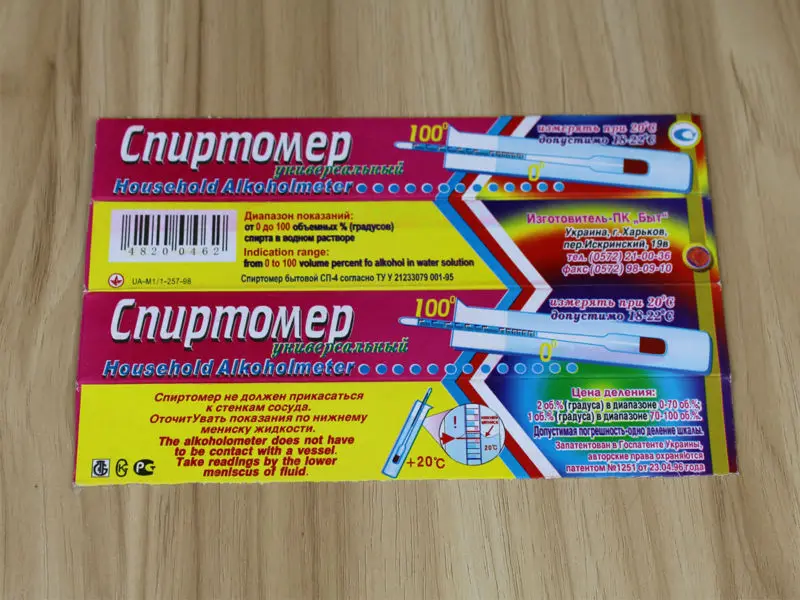 Спиртомер
универсальный
Household Alkoholmeter
100°
0°
измерять при 20°C
допустимо 18-22°C
4820 0462
UA-M1/1-257-98
Диапазон показаний:
от 0 до 100 объемных % (градусов)
спирта в водном растворе
Indication range:
from 0 to 100 volume percent fo alkohol in water solution
Спиртомер бытовой СП-4 согласно ТУ У 21233079 001-95
Изготовитель-ПК „Быт"
Украина, г. Харьков,
пер.Искринский, 19в
тел. (0572) 21-00-36
факс (0572) 98-09-10
Спиртомер
универсальный
Household Alkoholmeter
100°
0°
измерять при 20°C
допустимо 18-22°C
Спиртомер не должен прикасаться
к стенкам сосуда.
ОточитУвать показания по нижнему
мениску жидкости.
The alkoholometer does not have
to be contact with a vessel.
Take readings by the lower
meniscus of fluid.
+20°C
20°C
Цена деления:
2 об.% (градуса) в диапазоне 0-70 об.%;
1 об.% (градуса) в диапазоне 70-100 об.%.
Допустимая погрешность-одно деление шкалы.
Запатентован в Госпатенте Украины,
авторские права охраняются
патентом №1251 от 23.04.96 года